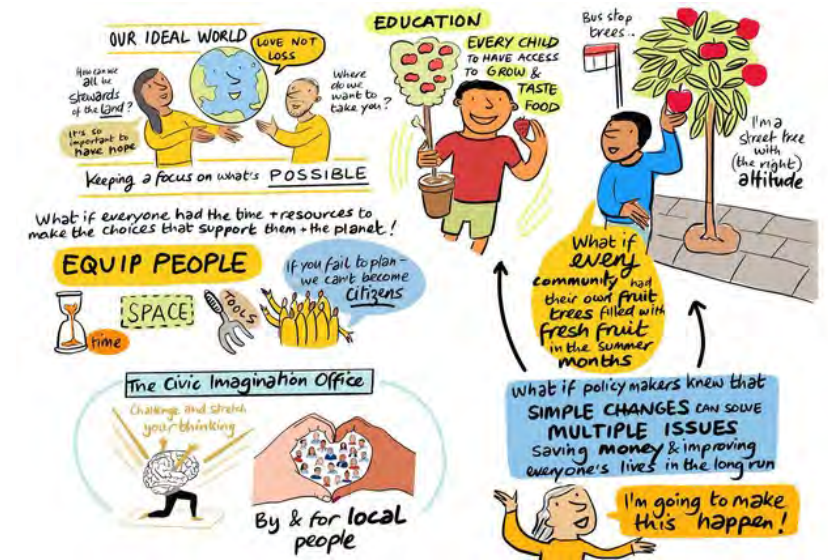 OUR IDEAL WORLD
LOVE NOT
LOSS
How can we
all be
stewards
of the land?
It's so
important to
have hope
Where
do we
want to
take you?
Keeping a focus on what's POSSIBLE
What if everyone had the time + resources to
make the choices that support them + the planet!
EQUIP PEOPLE
time
SPACE
TOOLS
If you fail to plan -
we can't become
citizens
The Civic Imagination Office
Challenge and stretch
your thinking
By & for local
people
EDUCATION
EVERY CHILD
TO HAVE ACCESS
TO GROW &
TASTE
FOOD
Bus stop
trees..
I'm a
street tree
with
(the right)
altitude
What if
every
community had
their own fruit
trees filled with
fresh fruit
in the summer
months
What if policy makers knew that
SIMPLE CHANGES CAN SOLVE
MULTIPLE ISSUES
saving money & improving
everyone's lives in the long run
I'm going to make
this happen!